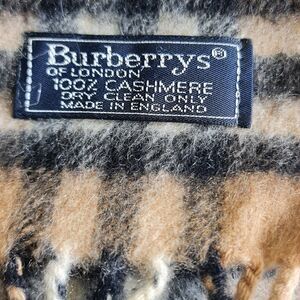 Burberrys®
OF LONDON
100% CASHMERE
DRY CLEAN ONLY
MADE IN ENGLAND